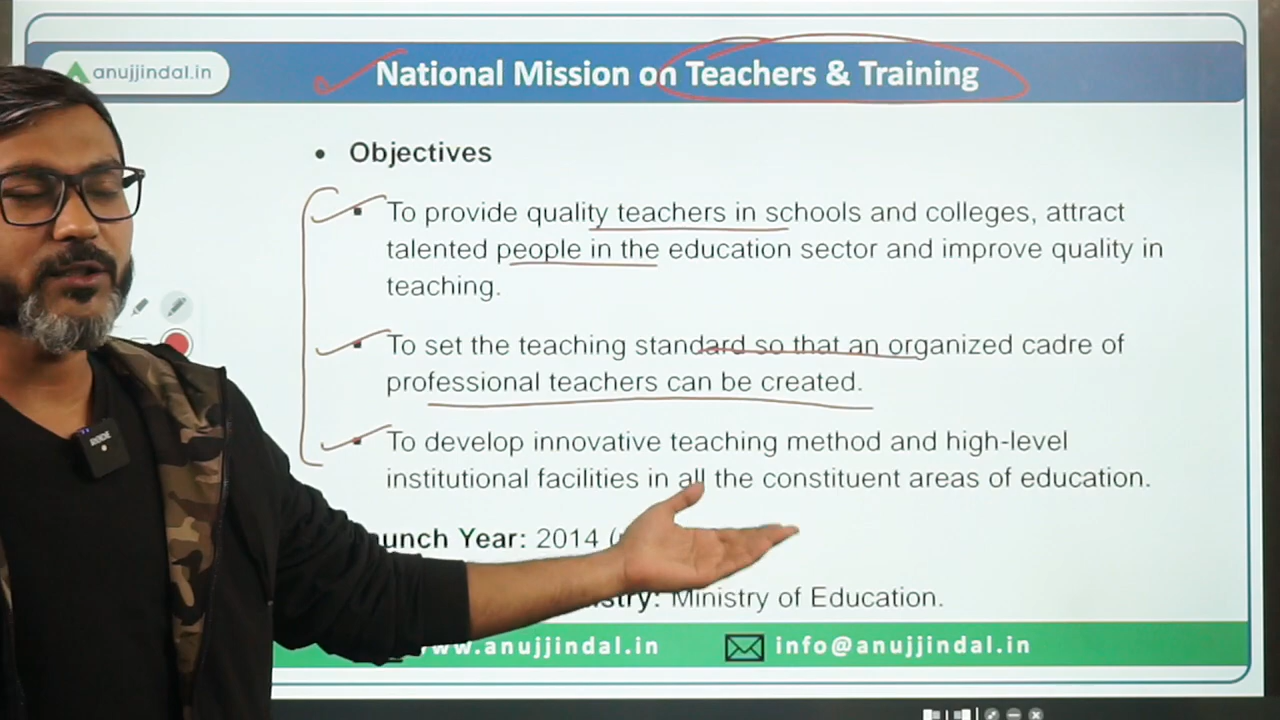 anujjindal.in
National Mission on Teachers & Training
• Objectives
▪ To provide quality teachers in schools and colleges, attract
talented people in the education sector and improve quality in
teaching.
▪ To set the teaching standard so that an organized cadre of
professional teachers can be created.
▪ To develop innovative teaching method and high-level
institutional facilities in all the constituent areas of education.
unch Year: 2014 (
stry: Ministry of Education.
www.anujjindal.in info@anujjindal.in